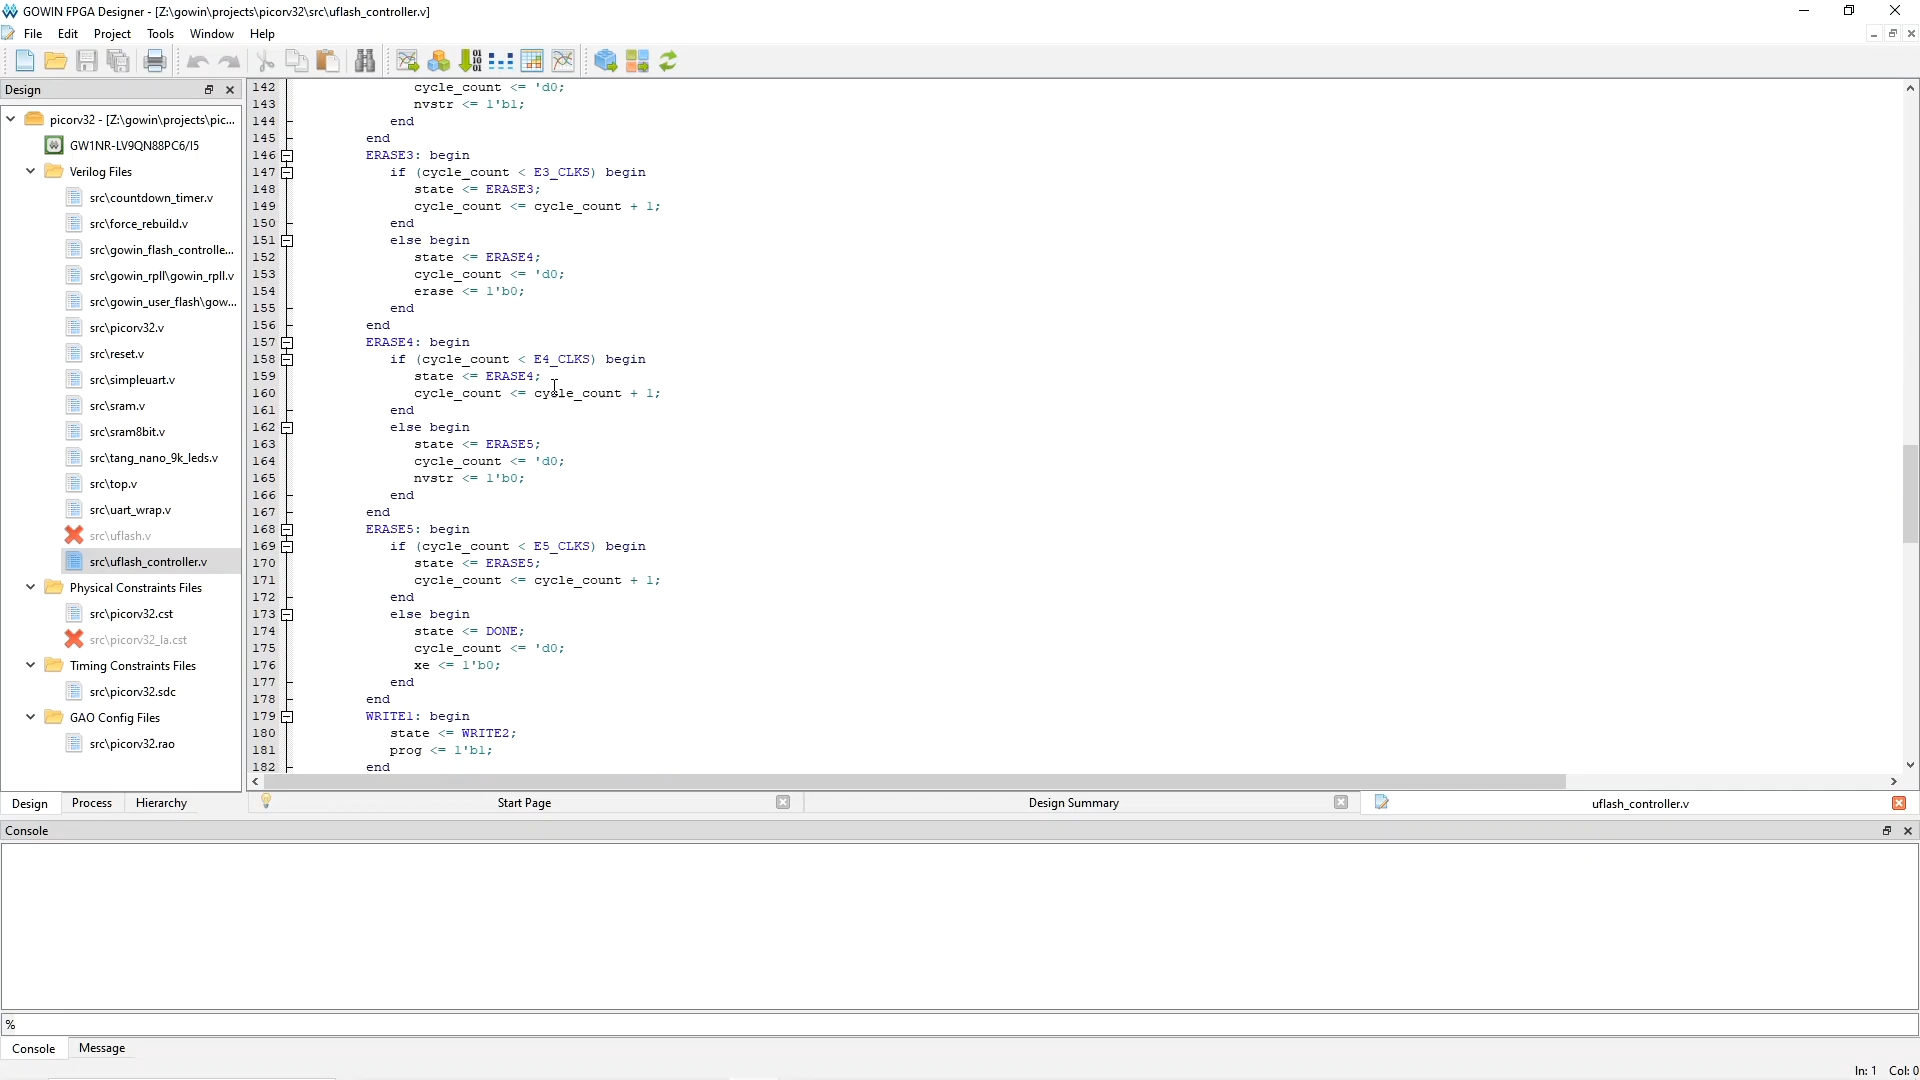 GOWIN FPGA Designer - [Z:\gowin\projects\picorv32\src\uflash_controller.v]
File Edit Project Tools Window Help
Design
picorv32 - [Z:\gowin\projects\pic...
GW1NR-LV9QN88PC6/I5
Verilog Files
src\countdown_timer.v
src\force_rebuild.v
src\gowin_flash_controlle...
src\gowin_rpll\gowin_rpll.v
src\gowin_user_flash\gow...
src\picorv32.v
src\reset.v
src\simpleuart.v
src\sram.v
src\sram8bit.v
src\tang_nano_9k_leds.v
src\top.v
src\uart_wrap.v
src\uflash.v
src\uflash_controller.v
Physical Constraints Files
src\picorv32.cst
src\picorv32_la.cst
Timing Constraints Files
src\picorv32.sdc
GAO Config Files
src\picorv32.rao
Design Process Hierarchy
142 cycle_count <= 'd0;
143 nvstr <= 1'b1;
144 end
145 end
146 ERASE3: begin
147 if (cycle_count < E3_CLKS) begin
148 state <= ERASE3;
149 cycle_count <= cycle_count + 1;
150 end
151 else begin
152 state <= ERASE4;
153 cycle_count <= 'd0;
154 erase <= 1'b0;
155 end
156 end
157 ERASE4: begin
158 if (cycle_count < E4_CLKS) begin
159 state <= ERASE4;
160 cycle_count <= cycle_count + 1;
161 end
162 else begin
163 state <= ERASE5;
164 cycle_count <= 'd0;
165 nvstr <= 1'b0;
166 end
167 end
168 ERASE5: begin
169 if (cycle_count < E5_CLKS) begin
170 state <= ERASE5;
171 cycle_count <= cycle_count + 1;
172 end
173 else begin
174 state <= DONE;
175 cycle_count <= 'd0;
176 xe <= 1'b0;
177 end
178 end
179 WRITE1: begin
180 state <= WRITE2;
181 prog <= 1'b1;
182 end
Start Page Design Summary uflash_controller.v
Console
%
Console Message
In: 1 Col: 0